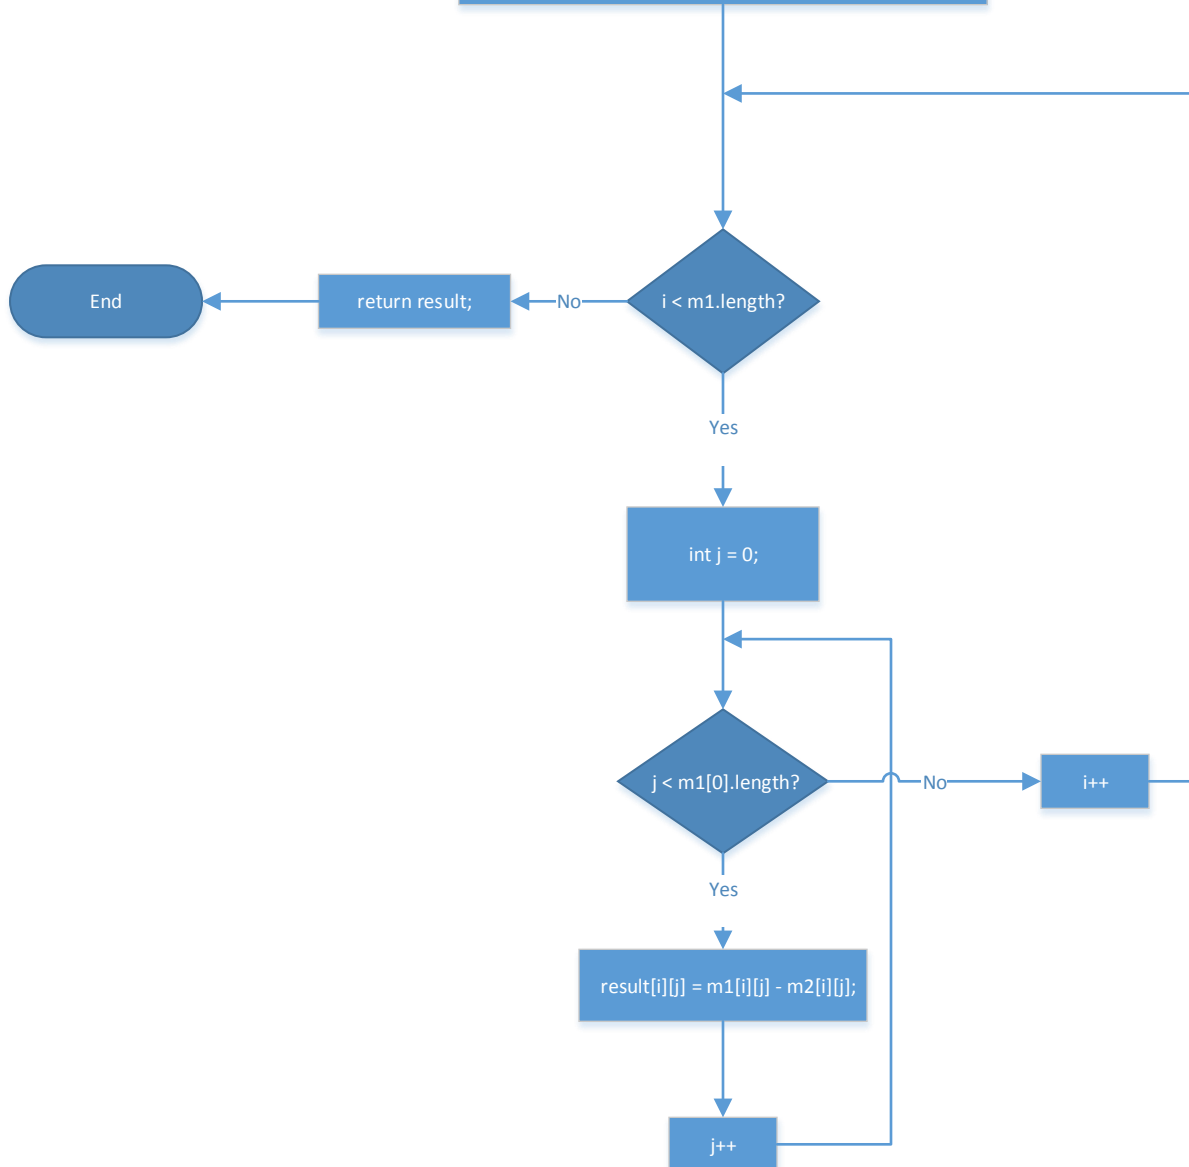 i < m1.length?
No
return result;
End
Yes
int j = 0;
j < m1[0].length?
No
i++
Yes
result[i][j] = m1[i][j] - m2[i][j];
j++